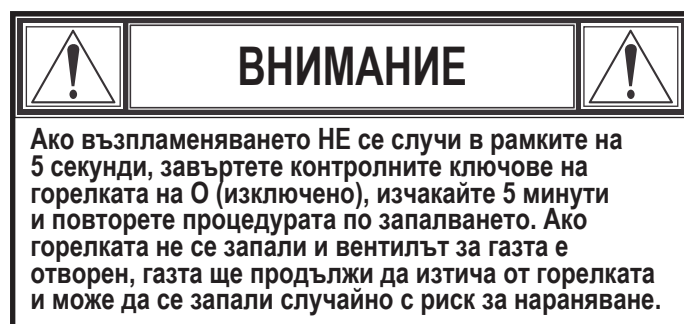 ВНИМАНИЕ
Ако възпламеняването НЕ се случи в рамките на
5 секунди, завъртете контролните ключове на
горелката на О (изключено), изчакайте 5 минути
и повторете процедурата по запалването. Ако
горелката не се запали и вентилът за газта е
отворен, газта ще продължи да изтича от горелката
и може да се запали случайно с риск за нараняване.